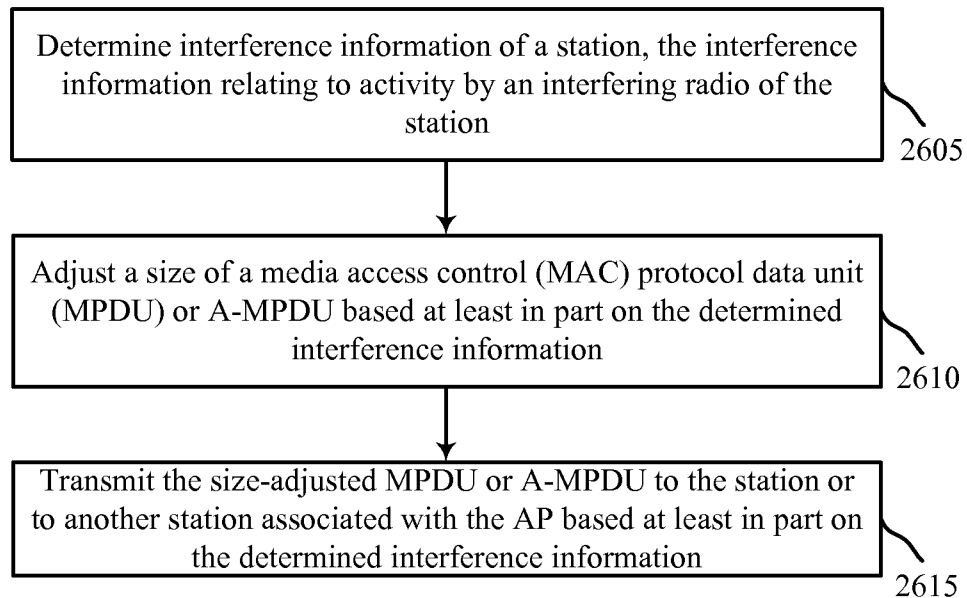 Determine interference information of a station, the interference
information relating to activity by an interfering radio of the
station
2605
Adjust a size of a media access control (MAC) protocol data unit
(MPDU) or A-MPDU based at least in part on the determined
interference information
2610
Transmit the size-adjusted MPDU or A-MPDU to the station or
to another station associated with the AP based at least in part on
the determined interference information
2615